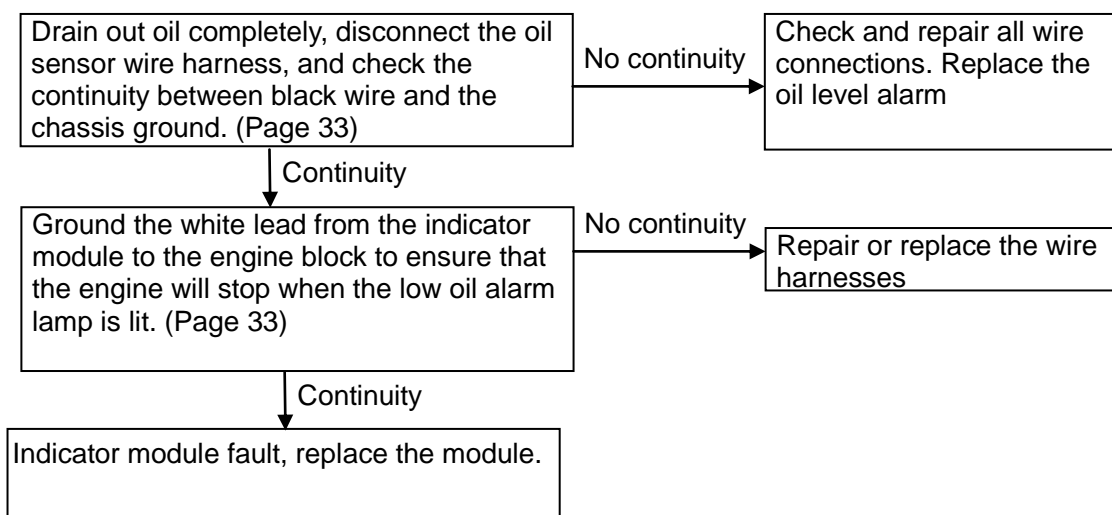 Drain out oil completely, disconnect the oil
sensor wire harness, and check the
continuity between black wire and the
chassis ground. (Page 33)
No continuity
Check and repair all wire
connections. Replace the
oil level alarm
Continuity
Ground the white lead from the indicator
module to the engine block to ensure that
the engine will stop when the low oil alarm
lamp is lit. (Page 33)
No continuity
Repair or replace the wire
harnesses
Continuity
Indicator module fault, replace the module.